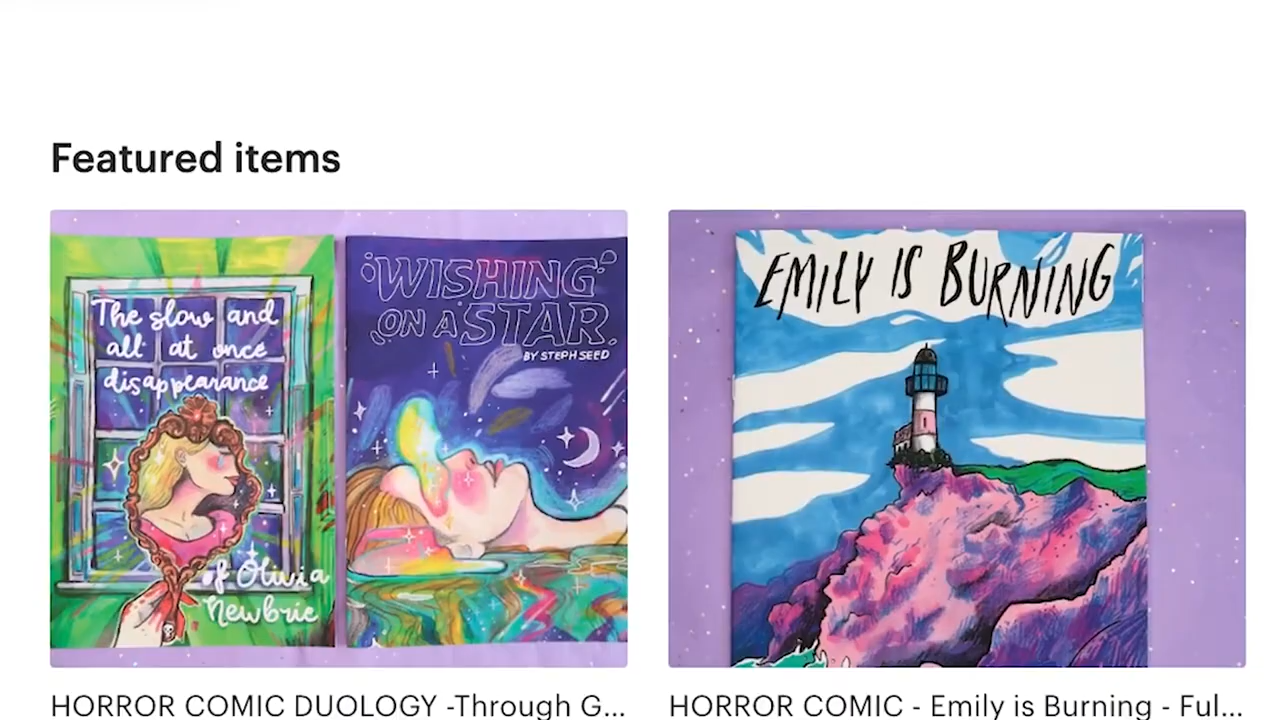 Featured items
The slow and
all at once
disappearance
of Olivia
Newbrie
WISHING
ON A STAR
BY STEPH SEED
EMILY IS BURNING
HORROR COMIC DUOLOGY -Through G...
HORROR COMIC - Emily is Burning - Ful...